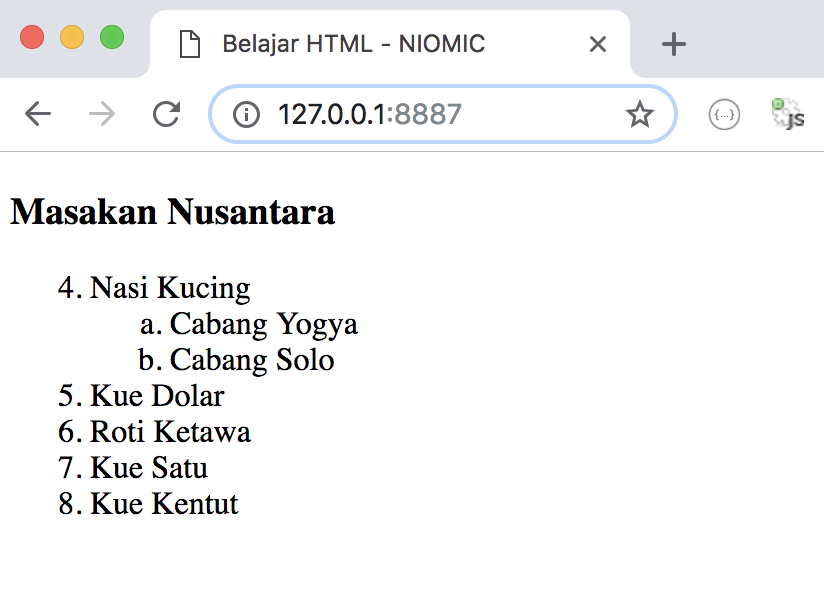 Belajar HTML - NIOMIC
127.0.0.1:8887
{...}
JS
Masakan Nusantara
4. Nasi Kucing
a. Cabang Yogya
b. Cabang Solo
5. Kue Dolar
6. Roti Ketawa
7. Kue Satu
8. Kue Kentut